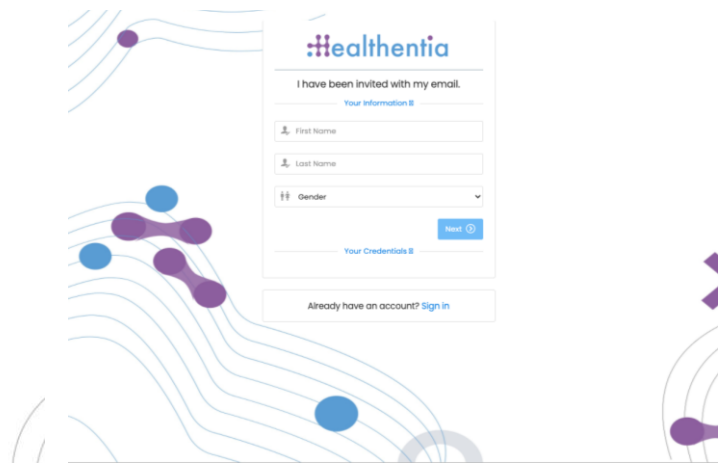 Healthentia
I have been invited with my email.
Your Information
First Name
Last Name
Gender
Next
Your Credentials
Already have an account? Sign in